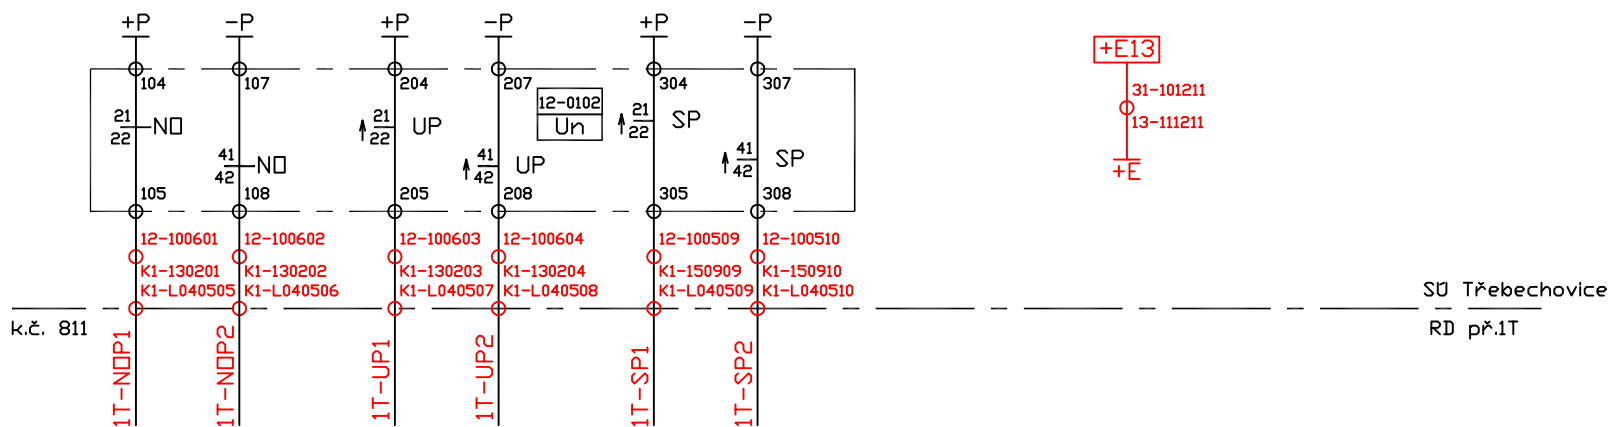 +P -P +P -P +P -P
+E13
104 107 204 207 304 307
31-101211
12-0102
21 21 21
NO UP Un SP
22 22 22
13-111211
41 41 41
NO UP SP
42 42 42
+E
105 108 205 208 305 308
12-100601 12-100602 12-100603 12-100604 12-100509 12-100510
K1-130201 K1-130202 K1-130203 K1-130204 K1-150909 K1-150910
K1-L040505 K1-L040506 K1-L040507 K1-L040508 K1-L040509 K1-L040510
SÚ Třebechovice
k.č. 811
RD př.1T
1T-NOP1 1T-NOP2 1T-UP1 1T-UP2 1T-SP1 1T-SP2